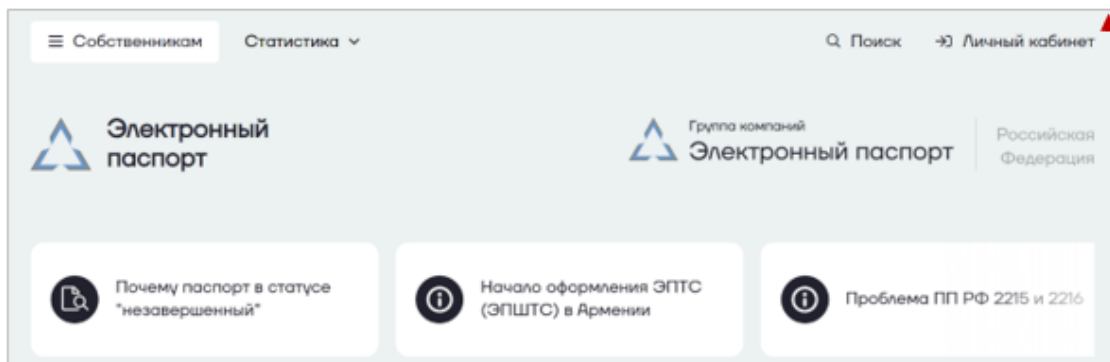 Собственникам Статистика Поиск Личный кабинет
Группа компаний
Электронный
паспорт
Электронный паспорт
Российская
Федерация
Почему паспорт в статусе
"незавершенный"
Начало оформления ЭПТС
(ЭПШТС) в Армении
Проблема ПП РФ 2215 и 2216